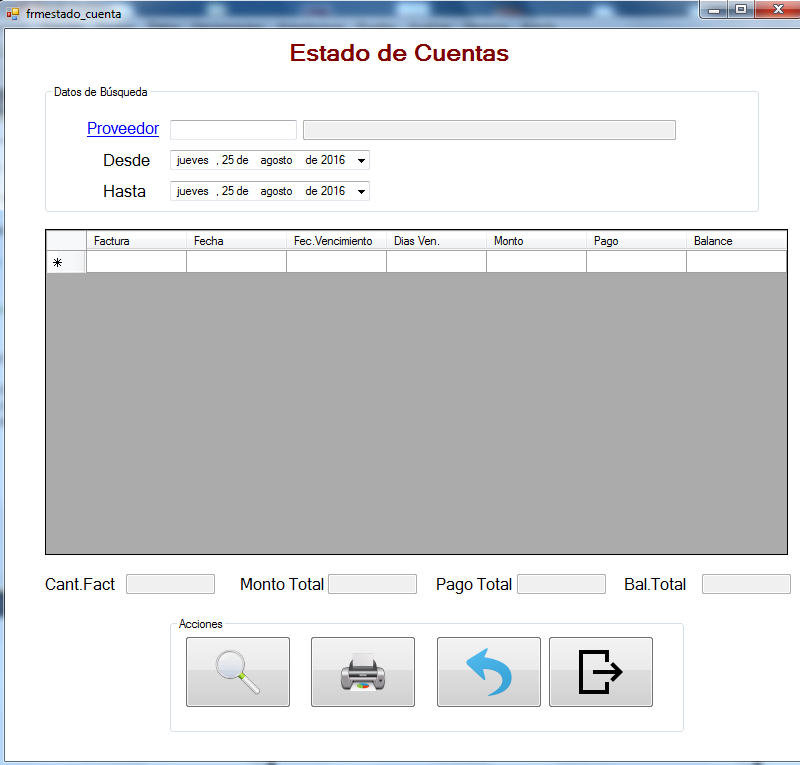 frmestado_cuenta
Estado de Cuentas
Datos de Búsqueda
Proveedor
Desde jueves , 25 de agosto de 2016
Hasta jueves , 25 de agosto de 2016
Factura Fecha Fec.Vencimiento Dias Ven. Monto Pago Balance
Cant.Fact Monto Total Pago Total Bal.Total
Acciones